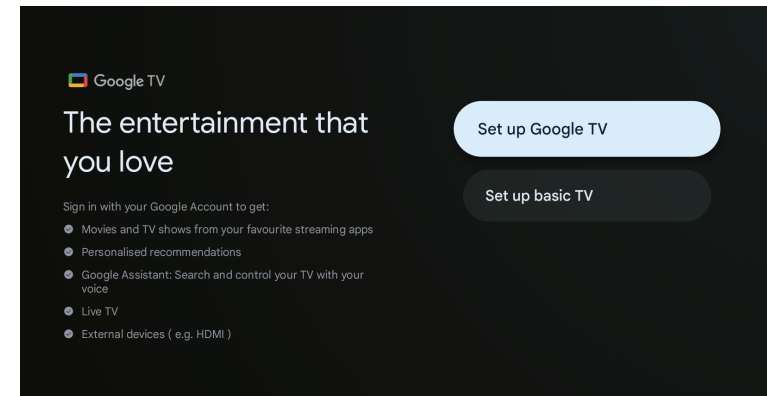 Google TV
The entertainment that
you love
Sign in with your Google Account to get:
Movies and TV shows from your favourite streaming apps
Personalised recommendations
Google Assistant: Search and control your TV with your
voice
Live TV
External devices ( e.g. HDMI )
Set up Google TV
Set up basic TV